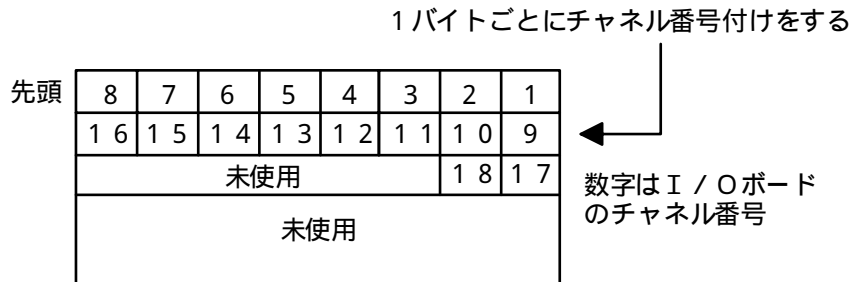 1バイトごとにチャネル番号付けをする
先頭 8 7 6 5 4 3 2 1
16 15 14 13 12 11 10 9
未使用 18 17
数字はI/Oボード
のチャネル番号
未使用